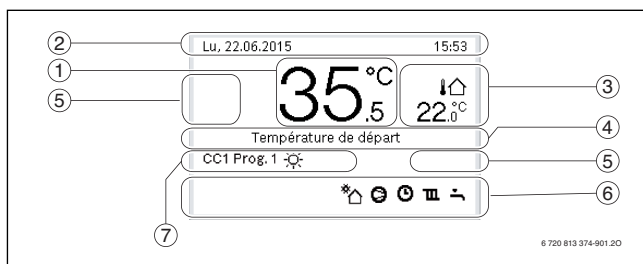 ② Lu, 22.06.2015 15:53
① 35.5 °C
⑤
③ 22.0 °C
④ Température de départ
CC1 Prog. 1
⑤
⑥
⑦
6 720 813 374-901.2O